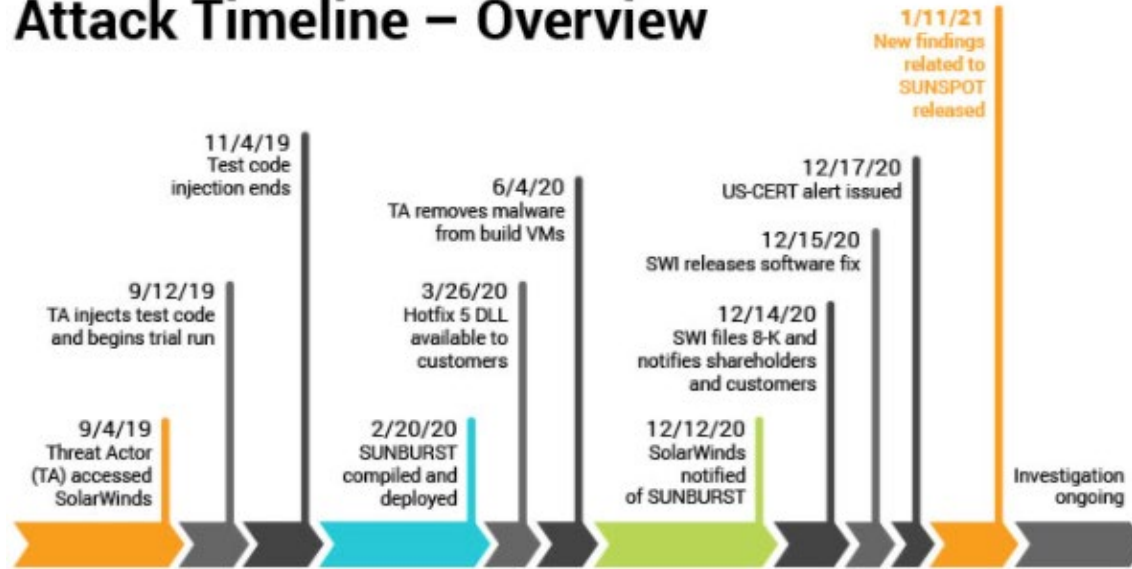 Attack Timeline – Overview
1/11/21
New findings
related to
SUNSPOT
released
11/4/19
Test code
injection ends
12/17/20
US-CERT alert issued
6/4/20
TA removes malware
from build VMs
12/15/20
SWI releases software fix
9/12/19
TA injects test code
and begins trial run
3/26/20
Hotfix 5 DLL
available to
customers
12/14/20
SWI files 8-K and
notifies shareholders
and customers
9/4/19
Threat Actor
(TA) accessed
SolarWinds
2/20/20
SUNBURST
compiled and
deployed
12/12/20
SolarWinds
notified
of SUNBURST
Investigation
ongoing